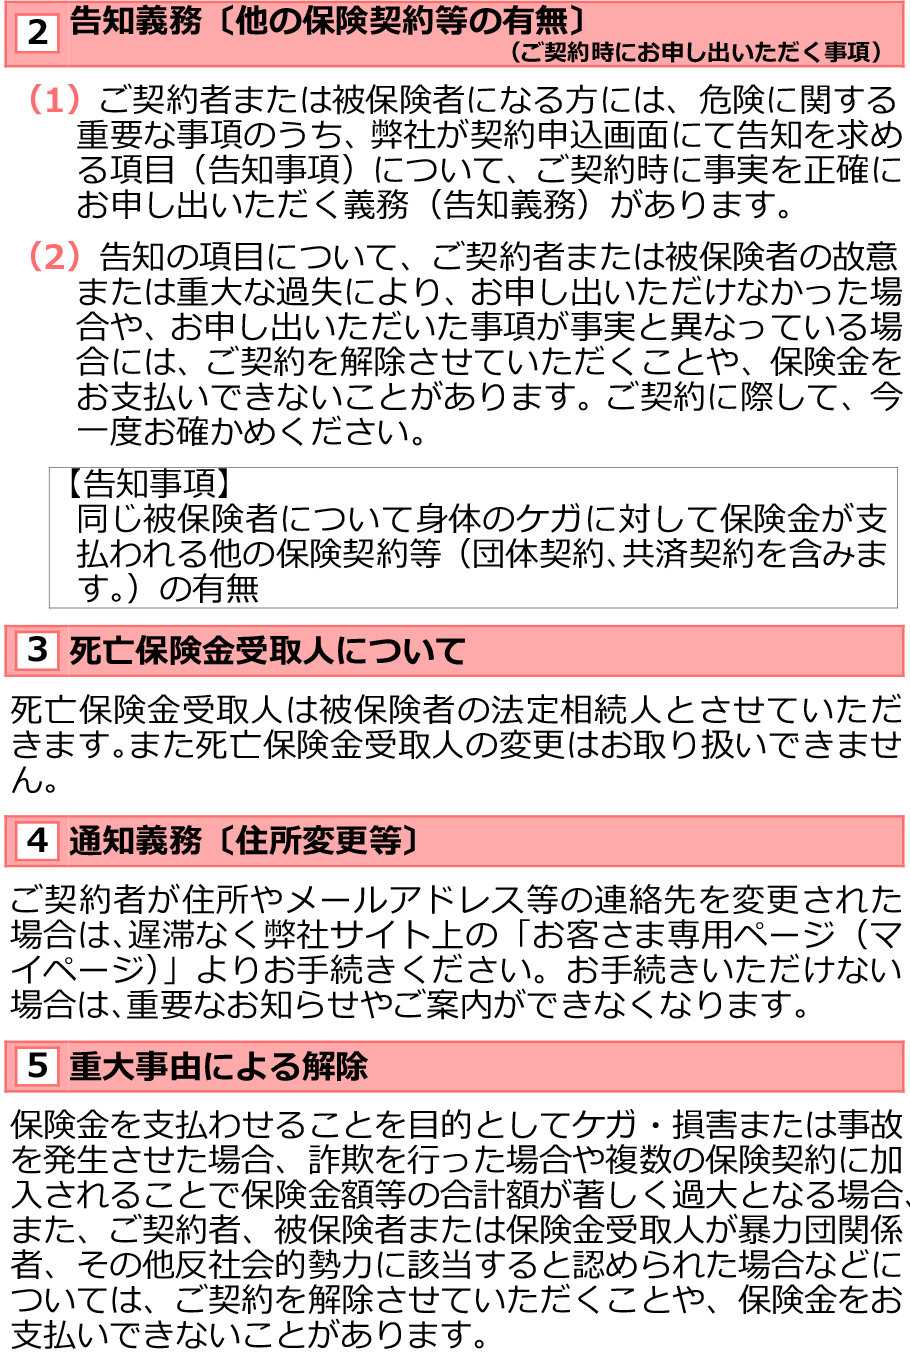 2 告知義務〔他の保険契約等の有無〕
（ご契約時にお申し出いただく事項）
（1）ご契約者または被保険者になる方には、危険に関する
重要な事項のうち、弊社が契約申込画面にて告知を求め
る項目（告知事項）について、ご契約時に事実を正確に
お申し出いただく義務（告知義務）があります。
（2）告知の項目について、ご契約者または被保険者の故意
または重大な過失により、お申し出いただけなかった場
合や、お申し出いただいた事項が事実と異なっている場
合には、ご契約を解除させていただくことや、保険金を
お支払いできないことがあります。ご契約に際して、今
一度お確かめください。
【告知事項】
同じ被保険者について身体のケガに対して保険金が支
払われる他の保険契約等（団体契約、共済契約を含みま
す。）の有無
3 死亡保険金受取人について
死亡保険金受取人は被保険者の法定相続人とさせていただ
きます。また死亡保険金受取人の変更はお取り扱いできませ
ん。
4 通知義務〔住所変更等〕
ご契約者が住所やメールアドレス等の連絡先を変更された
場合は、遅滞なく弊社サイト上の「お客さま専用ページ（マ
イページ）」よりお手続きください。お手続きいただけない
場合は、重要なお知らせやご案内ができなくなります。
5 重大事由による解除
保険金を支払わせることを目的としてケガ・損害または事故
を発生させた場合、詐欺を行った場合や複数の保険契約に加
入されることで保険金額等の合計額が著しく過大となる場合、
また、ご契約者、被保険者または保険金受取人が暴力団関係
者、その他反社会的勢力に該当すると認められた場合などに
ついては、ご契約を解除させていただくことや、保険金をお
支払いできないことがあります。